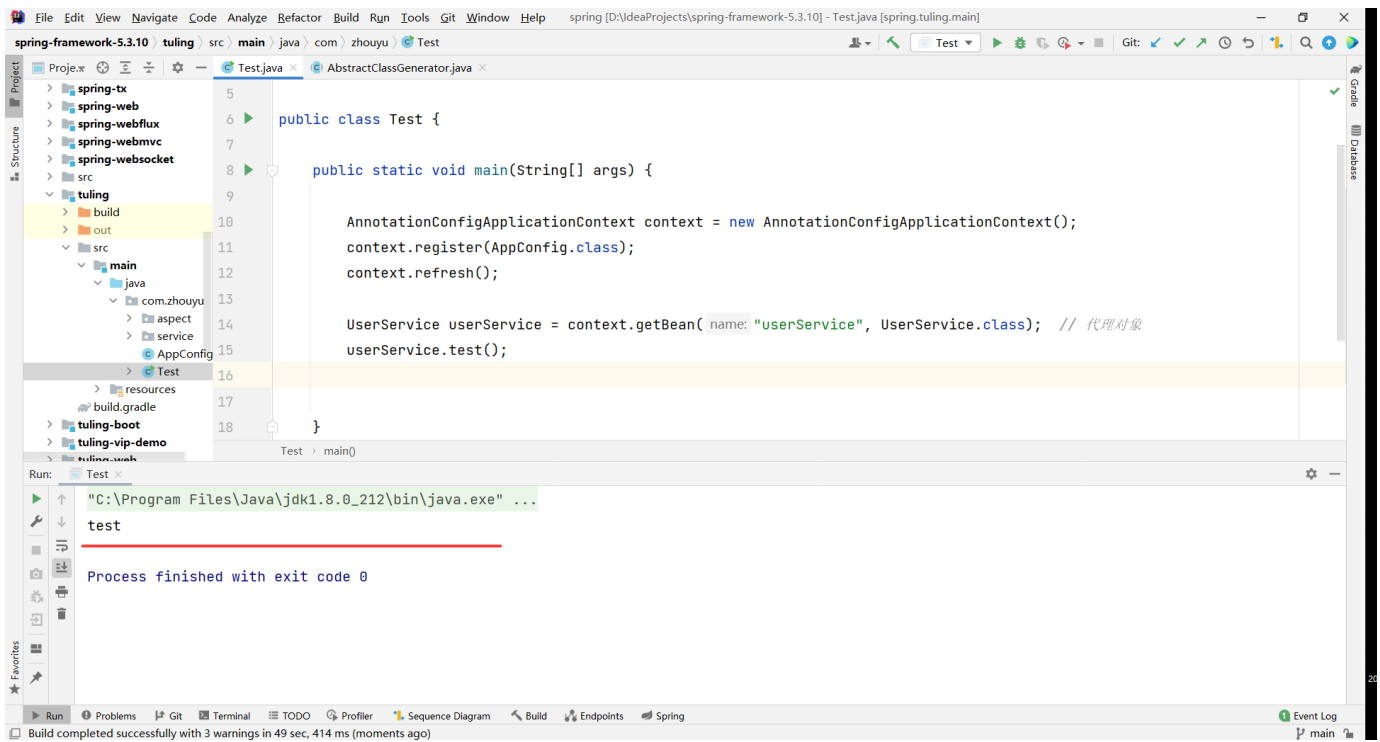 File Edit View Navigate Code Analyze Refactor Build Run Tools Git Window Help spring [D:\IdeaProjects\spring-framework-5.3.10] - Test.java [spring.tuling.main]
spring-framework-5.3.10 〉 tuling 〉 src 〉 main 〉 java 〉 com 〉 zhouyu 〉 Test
Test
Git:
Proje..
Test.java
AbstractClassGenerator.java
Project
Structure
Favorites
Gradle
Database
spring-tx
spring-web
spring-webflux
spring-webmvc
spring-websocket
src
tuling
build
out
src
main
java
com.zhouyu
aspect
service
AppConfig
Test
resources
build.gradle
tuling-boot
tuling-vip-demo
tuling-web
5
6 public class Test {
7
8 public static void main(String[] args) {
9
10 AnnotationConfigApplicationContext context = new AnnotationConfigApplicationContext();
11 context.register(AppConfig.class);
12 context.refresh();
13
14 UserService userService = context.getBean( name: "userService", UserService.class); // 代理对象
15 userService.test();
16
17
18 }
Test › main()
Run: Test
"C:\Program Files\Java\jdk1.8.0_212\bin\java.exe" ...
test
Process finished with exit code 0
20
Run Problems Git Terminal TODO Profiler Sequence Diagram Build Endpoints Spring
1 Event Log
Build completed successfully with 3 warnings in 49 sec, 414 ms (moments ago)
main